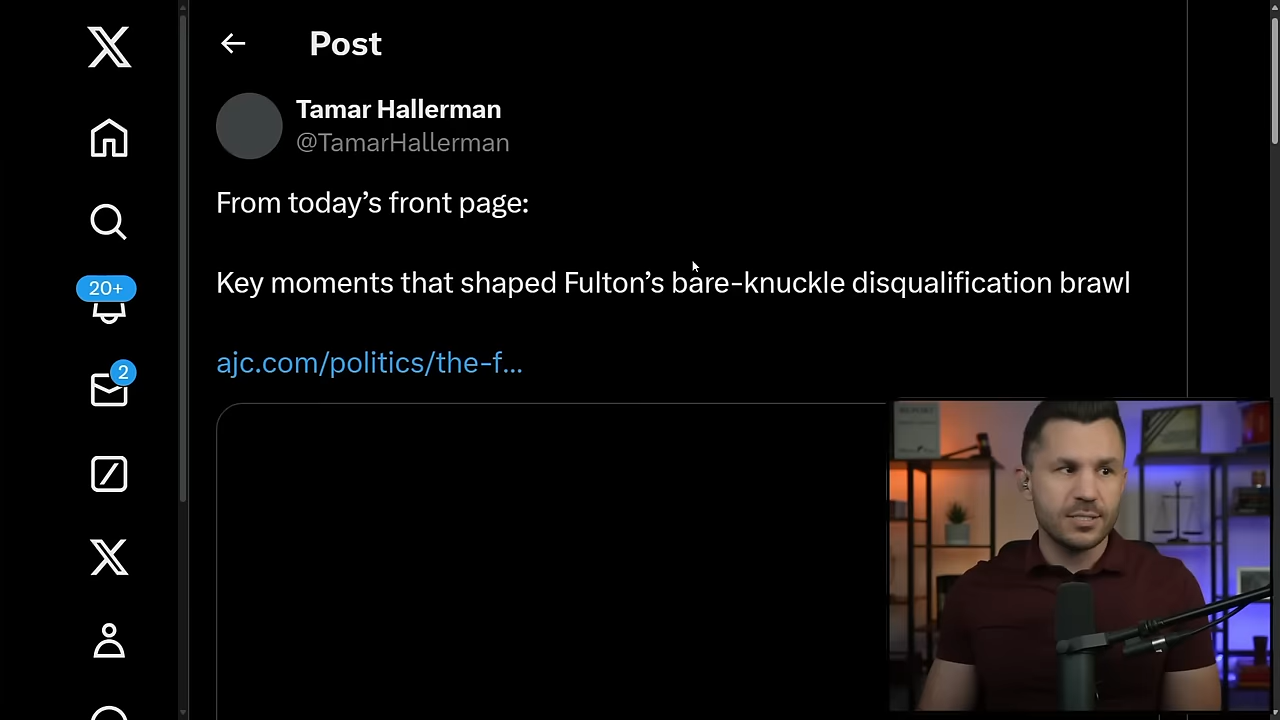 Post
Tamar Hallerman
@TamarHallerman
From today’s front page:
Key moments that shaped Fulton’s bare-knuckle disqualification brawl
ajc.com/politics/the-f…
20+
2